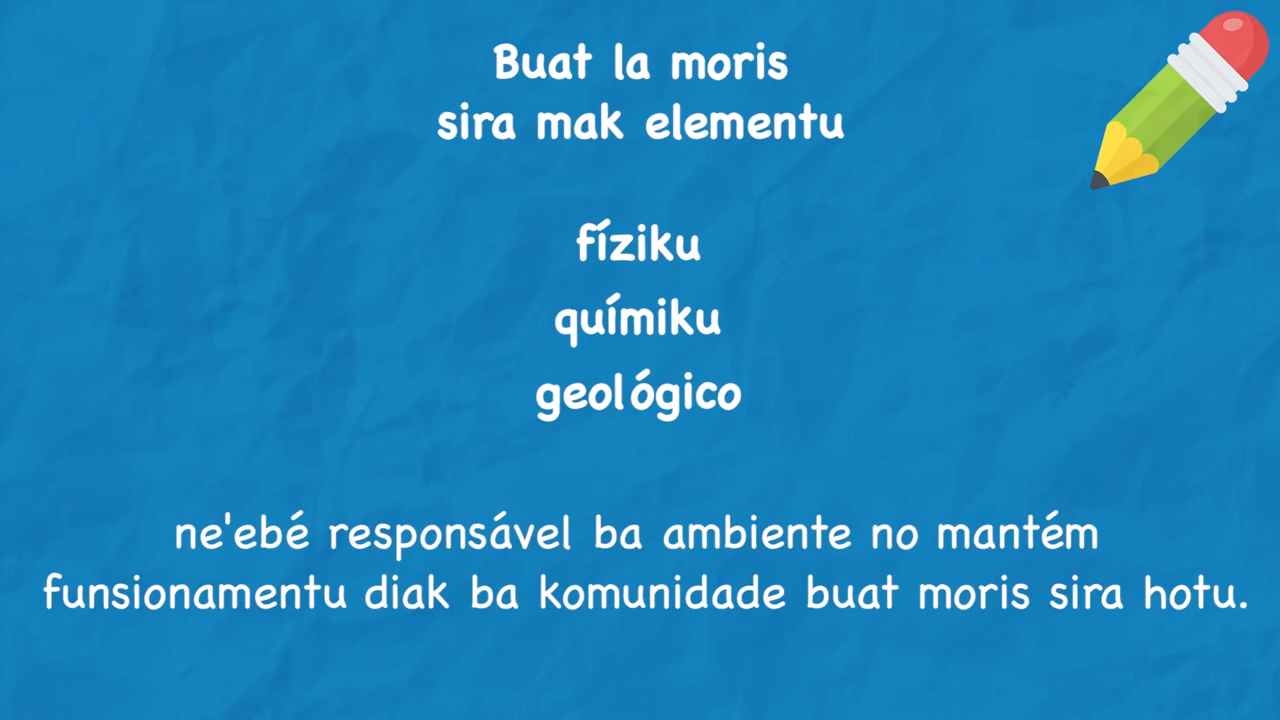 Buat la moris
sira mak elementu
fíziku
químiku
geológico
ne'ebé responsável ba ambiente no mantém
funsionamentu diak ba komunidade buat moris sira hotu.